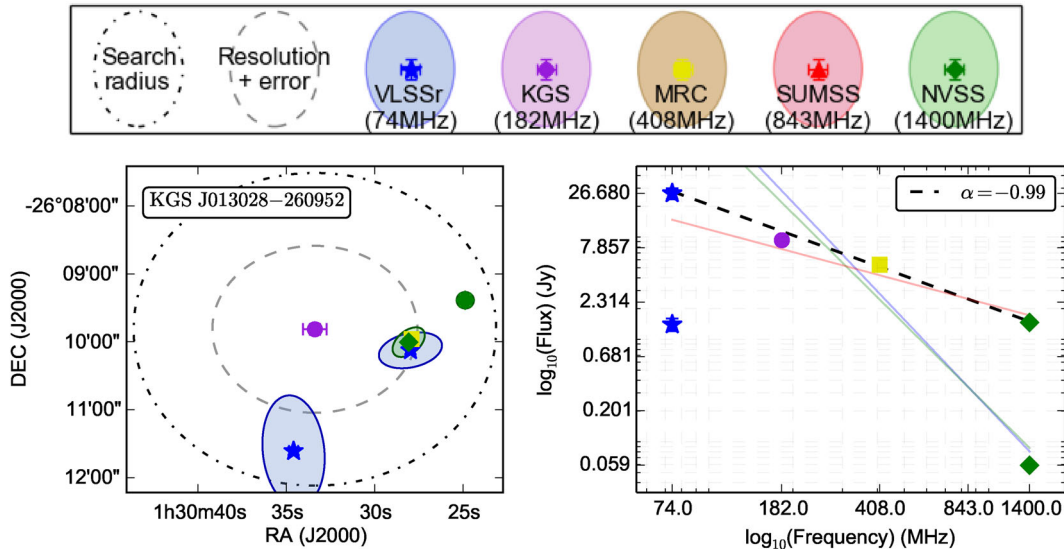 Search radius
Resolution + error
VLSSr (74MHz)
KGS (182MHz)
MRC (408MHz)
SUMSS (843MHz)
NVSS (1400MHz)
KGS J013028−260952
-26°08'00"
09'00"
10'00"
11'00"
12'00"
DEC (J2000)
1h30m40s
35s
30s
25s
RA (J2000)
α=−0.99
26.680
7.857
2.314
0.681
0.201
0.059
log10(Flux) (Jy)
74.0
182.0
408.0
843.0
1400.0
log10(Frequency) (MHz)